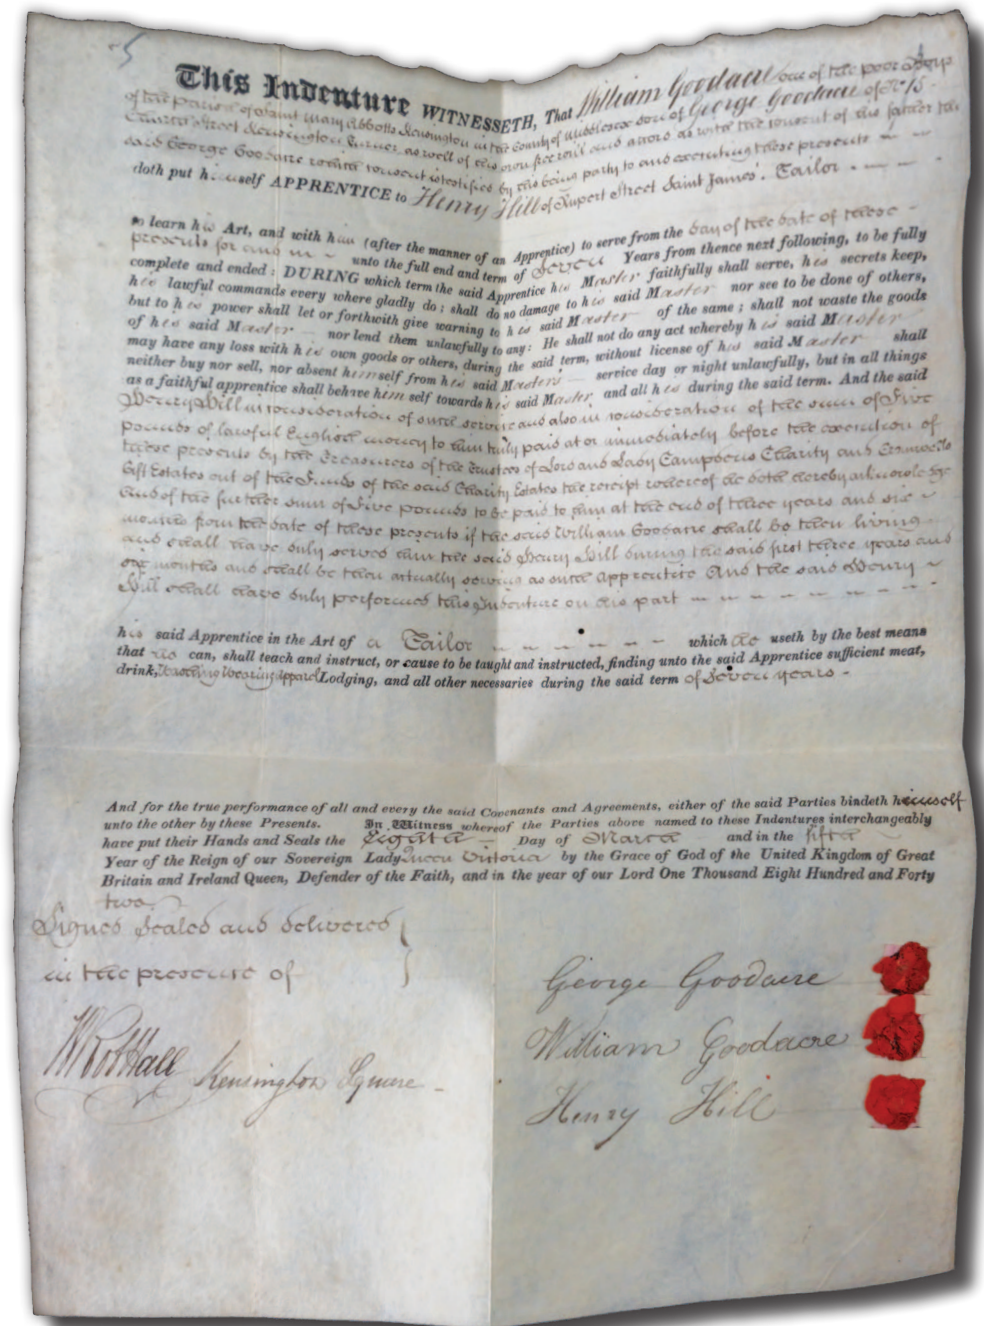 5
This Indenture WITNESSETH, That William Goodacre one of the poor Boys
of the Parish of Saint Mary Abbotts Kensington in the County of Middlesex son of George Goodacre of No. 15
Street Kensington Turner as well of his own free will and accord as with the consent of his father the
said George Goodacre which consent is testified by his being party to and executing these presents
doth put himself APPRENTICE to Henry Hill of Rupert Street Saint James' Tailor
to learn his Art, and with him (after the manner of an Apprentice) to serve from the day of the date of these
presents for and in unto the full end and term of Seven Years from thence next following, to be fully
complete and ended: DURING which term the said Apprentice his Master faithfully shall serve, his secrets keep,
his lawful commands every where gladly do; shall do no damage to his said Master nor see to be done of others,
but to his power shall let or forthwith give warning to his said Master of the same; shall not waste the goods
of his said Master nor lend them unlawfully to any: He shall not do any act whereby his said Master
may have any loss with his own goods or others, during the said term, without license of his said Master shall
neither buy nor sell, nor absent himself from his said Masters service day or night unlawfully, but in all things
as a faithful apprentice shall behave himself towards his said Master and all his during the said term. And the said
Henry Hill in consideration of such service and also in consideration of the sum of Five
pounds of lawful English money to him truly paid at or immediately before the execution of
these presents by the Treasurers of the Trustees of Lord and Lady Campdens Charity and Cromwells
Gift Estates out of the Funds of the said Charity Estates the receipt whereof he doth hereby acknowledge
And of the further sum of Five pounds to be paid to him at the end of three years and six
months from the date of these presents if the said William Goodacre shall be then living
and shall have duly served him the said Henry Hill during the said first three years and
six months and shall be then actually serving as such Apprentice And the said Henry
Hill shall have duly performed this Indenture on his part
his said Apprentice in the Art of a Tailor which he useth by the best means
that he can, shall teach and instruct, or cause to be taught and instructed, finding unto the said Apprentice sufficient meat,
drink, Wearing Apparel Lodging, and all other necessaries during the said term of Seven years
And for the true performance of all and every the said Covenants and Agreements, either of the said Parties bindeth himself
unto the other by these Presents. In Witness whereof the Parties above named to these Indentures interchangeably
have put their Hands and Seals the Eighth Day of March and in the fifth
Year of the Reign of our Sovereign Lady Queen Victoria by the Grace of God of the United Kingdom of Great
Britain and Ireland Queen, Defender of the Faith, and in the year of our Lord One Thousand Eight Hundred and Forty
two.
Signed Sealed and delivered
in the presence of
Hall Kensington Square
George Goodacre
William Goodacre
Henry Hill